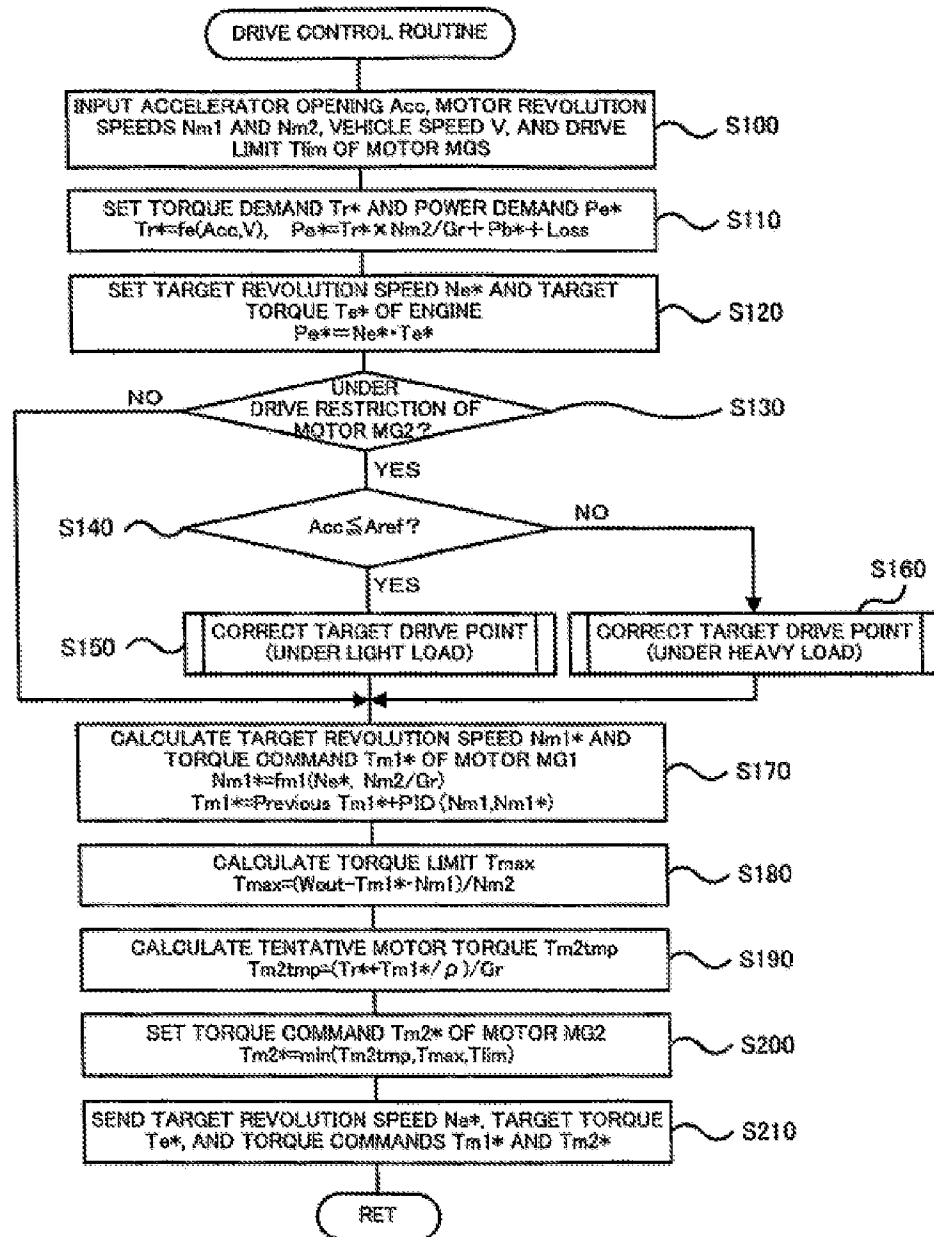 DRIVE CONTROL ROUTINE
INPUT ACCELERATOR OPENING Acc, MOTOR REVOLUTION
SPEEDS Nm1 AND Nm2, VEHICLE SPEED V, AND DRIVE
LIMIT Tlim OF MOTOR MGS
S100
SET TORQUE DEMAND Tr* AND POWER DEMAND Pe*
Tr*=fe(Acc,V), Pe*=Tr*×Nm2/Gr+Pb*+Loss
S110
SET TARGET REVOLUTION SPEED Ne* AND TARGET
TORQUE Te* OF ENGINE
Pe*=Ne*·Te*
S120
UNDER
DRIVE RESTRICTION OF
MOTOR MG2?
NO
S130
YES
S140
Acc≦Aref?
NO
YES
S160
S150
CORRECT TARGET DRIVE POINT
(UNDER LIGHT LOAD)
CORRECT TARGET DRIVE POINT
(UNDER HEAVY LOAD)
CALCULATE TARGET REVOLUTION SPEED Nm1* AND
TORQUE COMMAND Tm1* OF MOTOR MG1
Nm1*=fm1(Ne*, Nm2/Gr)
Tm1*=Previous Tm1*+PID(Nm1,Nm1*)
S170
CALCULATE TORQUE LIMIT Tmax
Tmax=(Wout-Tm1*·Nm1)/Nm2
S180
CALCULATE TENTATIVE MOTOR TORQUE Tm2tmp
Tm2tmp=(Tr*+Tm1*/ρ)/Gr
S190
SET TORQUE COMMAND Tm2* OF MOTOR MG2
Tm2*=min(Tm2tmp,Tmax,Tlim)
S200
SEND TARGET REVOLUTION SPEED Ne*, TARGET TORQUE
Te*, AND TORQUE COMMANDS Tm1* AND Tm2*
S210
RET